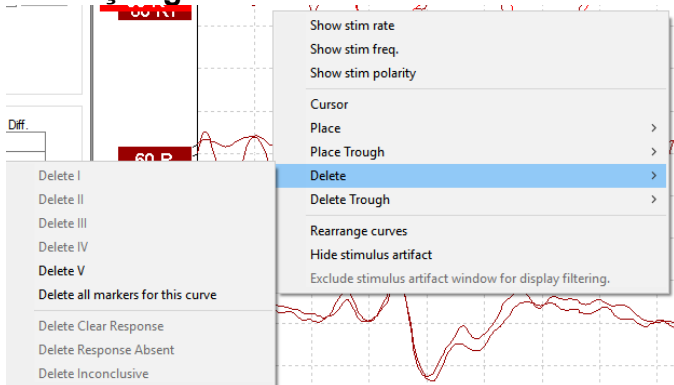 Show stim rate
Show stim freq.
Show stim polarity
Cursor
Place
Place Trough
Delete
Delete Trough
Rearrange curves
Hide stimulus artifact
Exclude stimulus artifact window for display filtering.
Diff.
Delete I
Delete II
Delete III
Delete IV
Delete V
Delete all markers for this curve
Delete Clear Response
Delete Response Absent
Delete Inconclusive